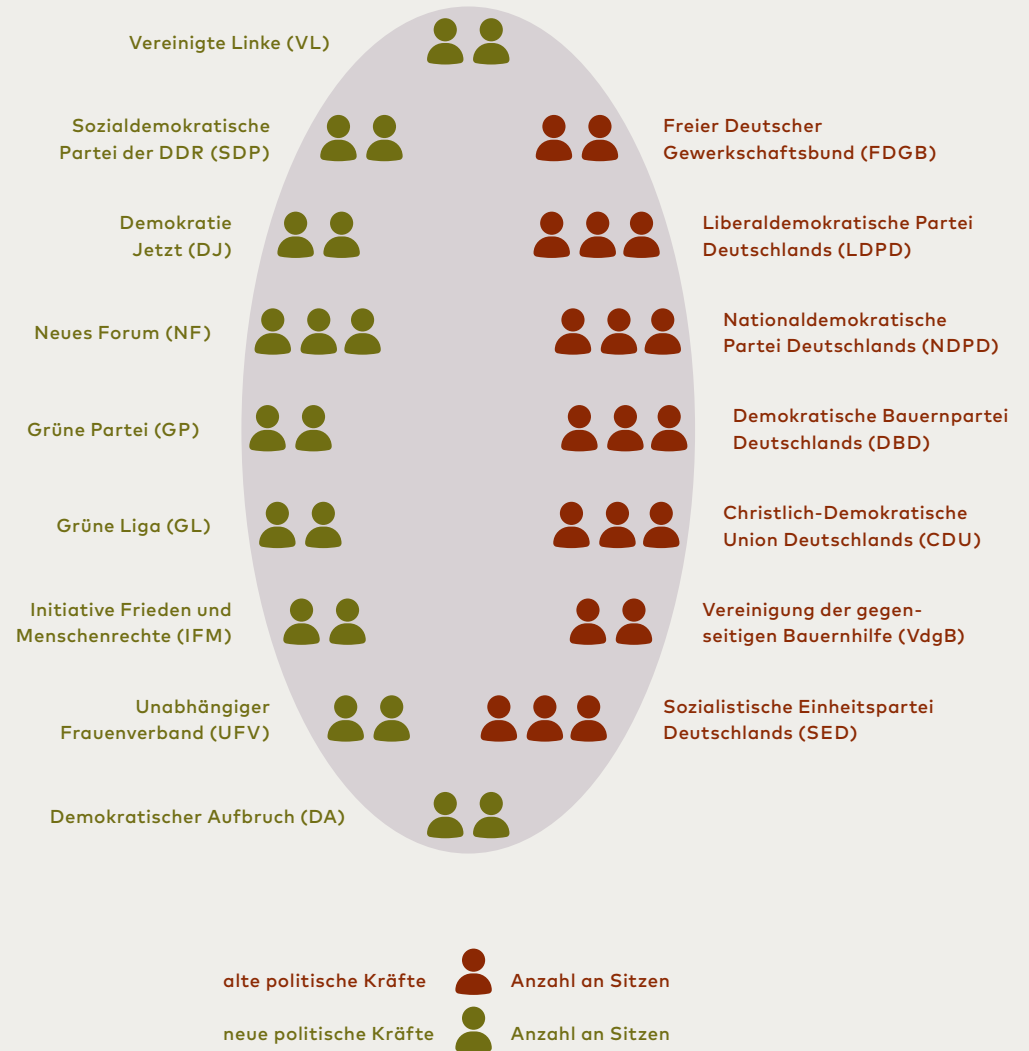 Vereinigte Linke (VL)
Sozialdemokratische
Partei der DDR (SDP)
Freier Deutscher
Gewerkschaftsbund (FDGB)
Demokratie
Jetzt (DJ)
Liberaldemokratische Partei
Deutschlands (LDPD)
Neues Forum (NF)
Nationaldemokratische
Partei Deutschlands (NDPD)
Grüne Partei (GP)
Demokratische Bauernpartei
Deutschlands (DBD)
Grüne Liga (GL)
Christlich-Demokratische
Union Deutschlands (CDU)
Initiative Frieden und
Menschenrechte (IFM)
Vereinigung der gegen-
seitigen Bauernhilfe (VdgB)
Unabhängiger
Frauenverband (UFV)
Sozialistische Einheitspartei
Deutschlands (SED)
Demokratischer Aufbruch (DA)
alte politische Kräfte Anzahl an Sitzen
neue politische Kräfte Anzahl an Sitzen